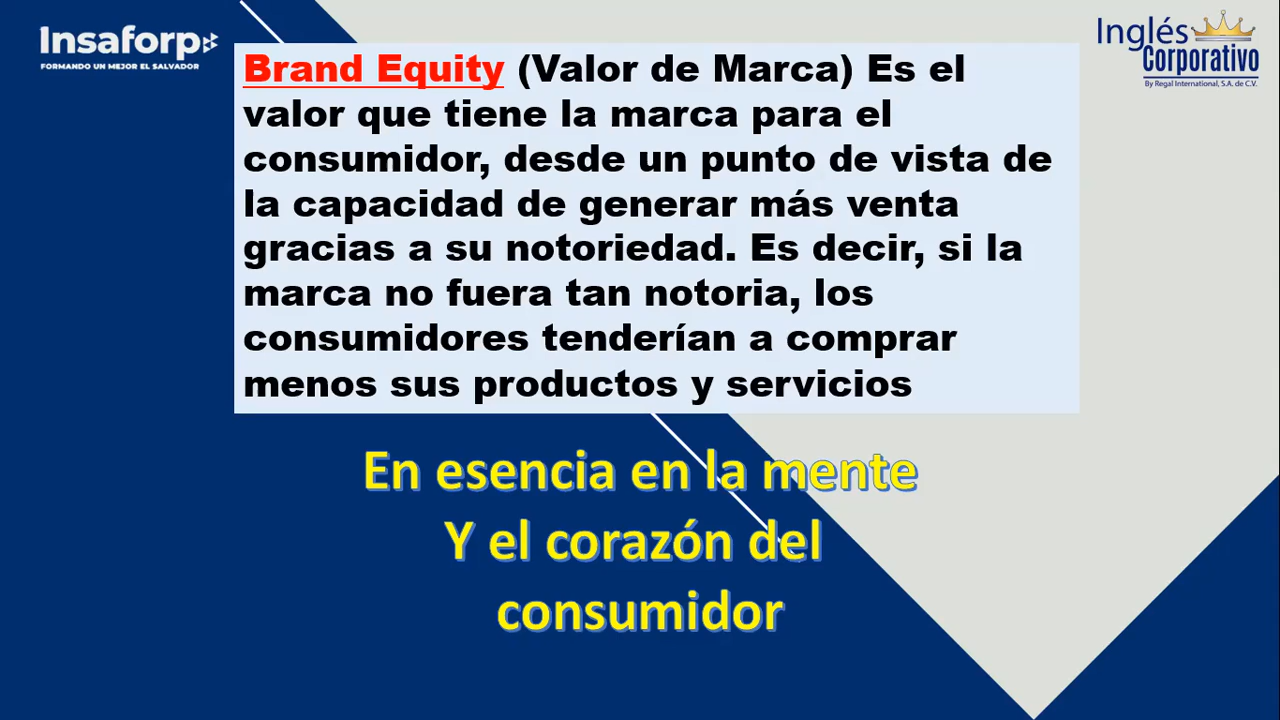 Insaforp
FORMANDO UN MEJOR EL SALVADOR
Inglés
Corporativo
By Regal International, S.A. de C.V.
Brand Equity (Valor de Marca) Es el
valor que tiene la marca para el
consumidor, desde un punto de vista de
la capacidad de generar más venta
gracias a su notoriedad. Es decir, si la
marca no fuera tan notoria, los
consumidores tenderían a comprar
menos sus productos y servicios
En esencia en la mente
Y el corazón del
consumidor